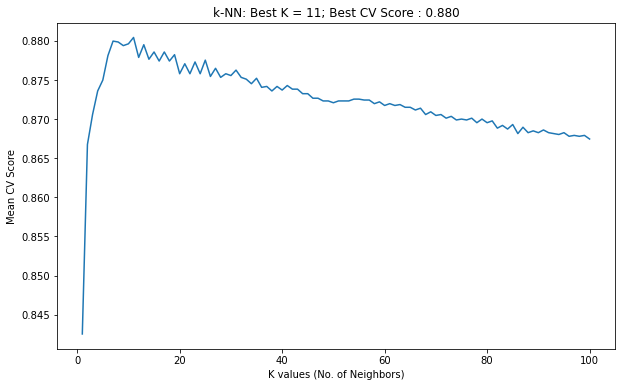 k-NN: Best K = 11; Best CV Score : 0.880
0.880
0.875
0.870
0.865
0.860
0.855
0.850
0.845
Mean CV Score
0 20 40 60 80 100
K values (No. of Neighbors)